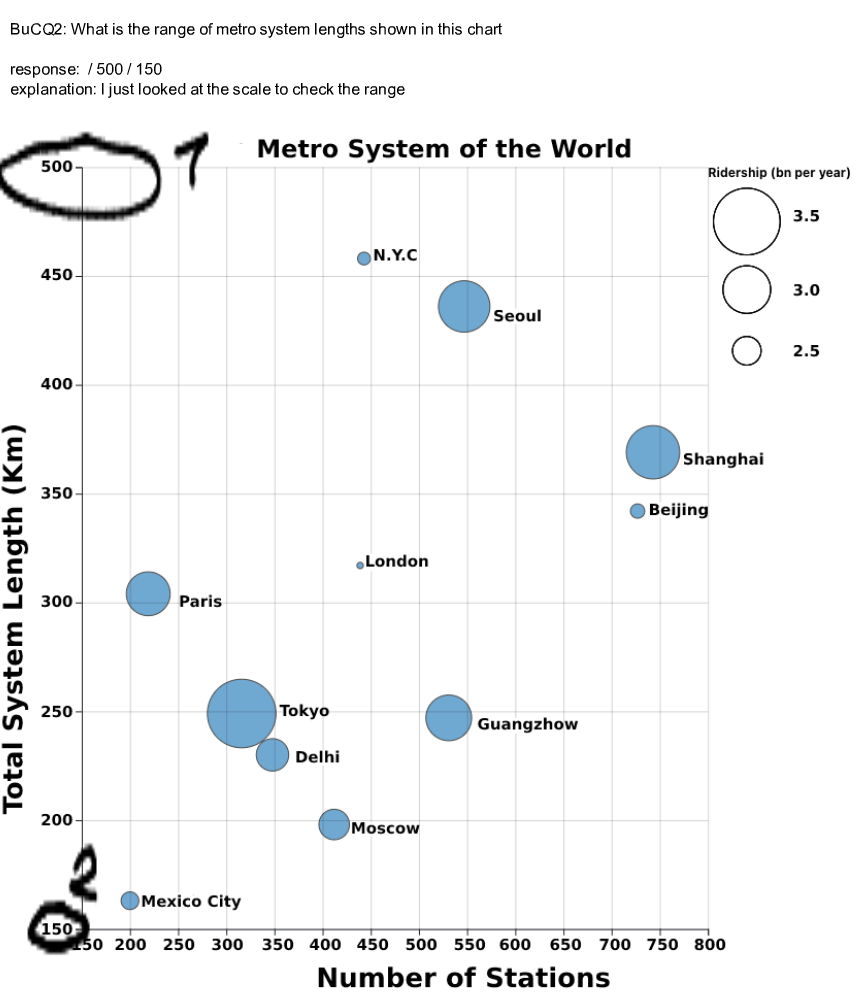 BuCQ2: What is the range of metro system lengths shown in this chart
response:  / 500 / 150
explanation: I just looked at the scale to check the range
1
Metro System of the World
Ridership (bn per year)
3.5
3.0
2.5
500
450
400
350
300
250
200
150
Total System Length (Km)
N.Y.C
Seoul
Shanghai
Beijing
London
Paris
Tokyo
Guangzhow
Delhi
Moscow
Mexico City
2
150 200 250 300 350 400 450 500 550 600 650 700 750 800
Number of Stations